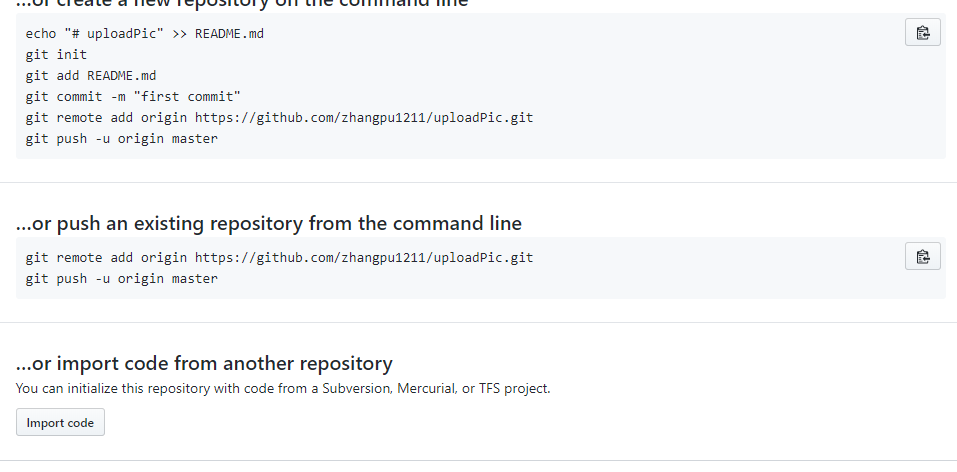 ...or create a new repository on the command line
echo "# uploadPic" >> README.md
git init
git add README.md
git commit -m "first commit"
git remote add origin https://github.com/zhangpu1211/uploadPic.git
git push -u origin master
...or push an existing repository from the command line
git remote add origin https://github.com/zhangpu1211/uploadPic.git
git push -u origin master
...or import code from another repository
You can initialize this repository with code from a Subversion, Mercurial, or TFS project.
Import code